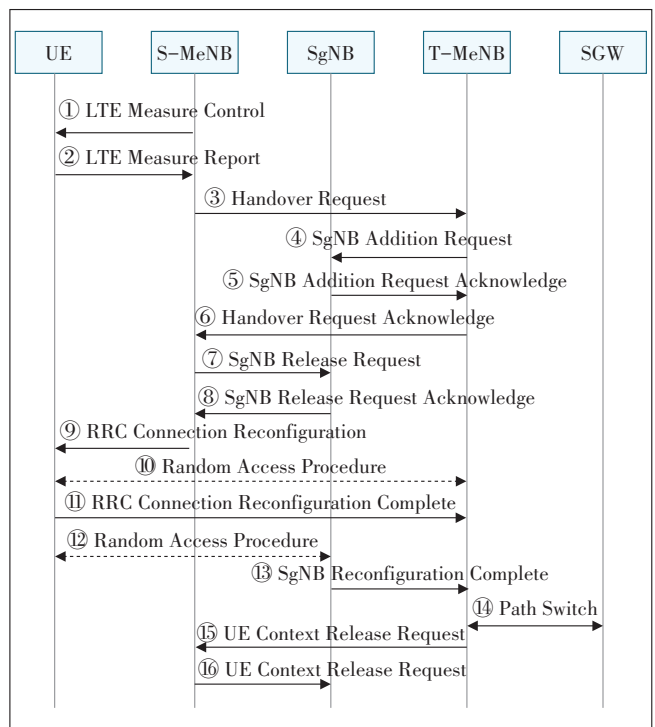 UE S-MeNB SgNB T-MeNB SGW
① LTE Measure Control
② LTE Measure Report
③ Handover Request
④ SgNB Addition Request
⑤ SgNB Addition Request Acknowledge
⑥ Handover Request Acknowledge
⑦ SgNB Release Request
⑧ SgNB Release Request Acknowledge
⑨ RRC Connection Reconfiguration
⑩ Random Access Procedure
⑪ RRC Connection Reconfiguration Complete
⑫ Random Access Procedure
⑬ SgNB Reconfiguration Complete
⑭ Path Switch
⑮ UE Context Release Request
⑯ UE Context Release Request